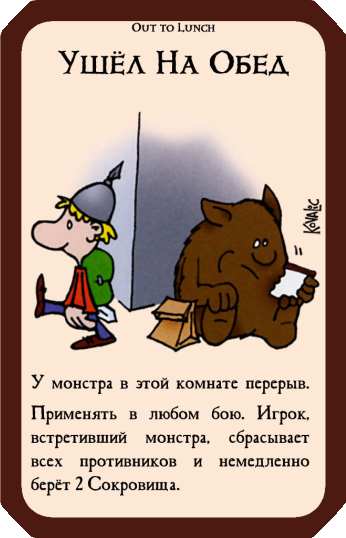 Out to Lunch
Ушёл На Обед
Kovalic
У монстра в этой комнате перерыв.
Применять в любом бою. Игрок,
встретивший монстра, сбрасывает
всех противников и немедленно
берёт 2 Сокровища.